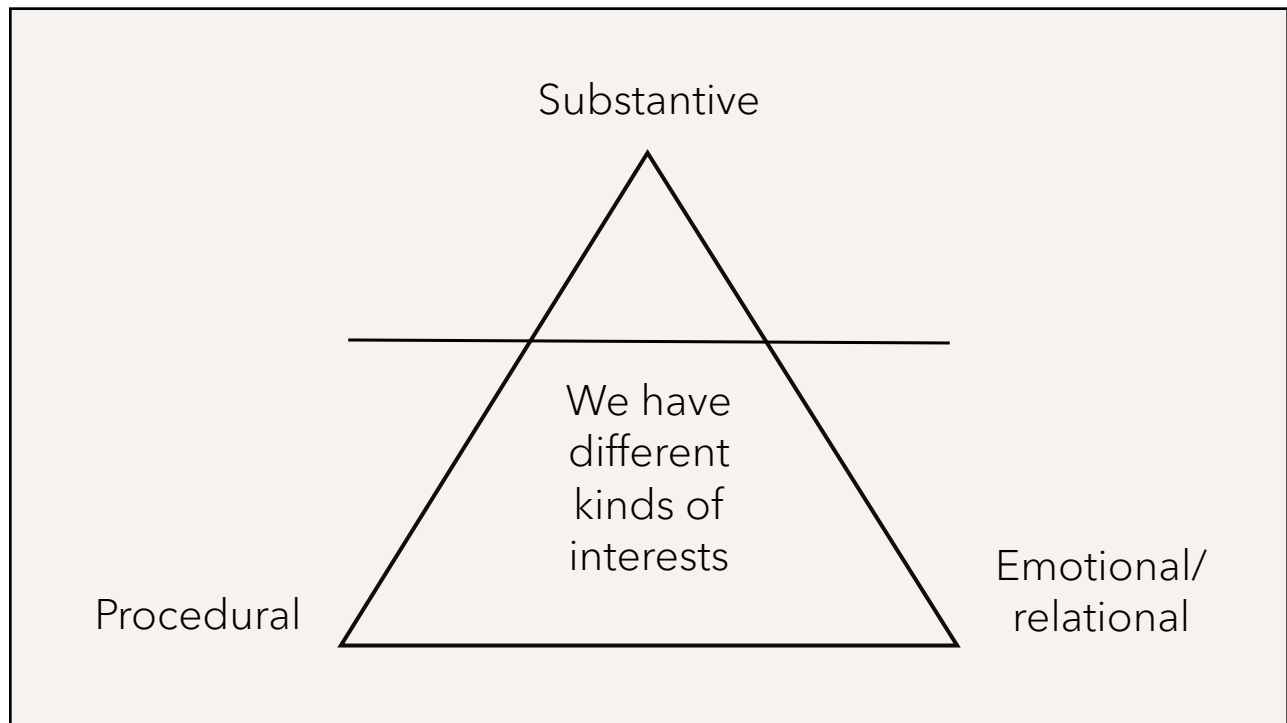 Substantive
We have
different
kinds of
interests
Procedural
Emotional/
relational